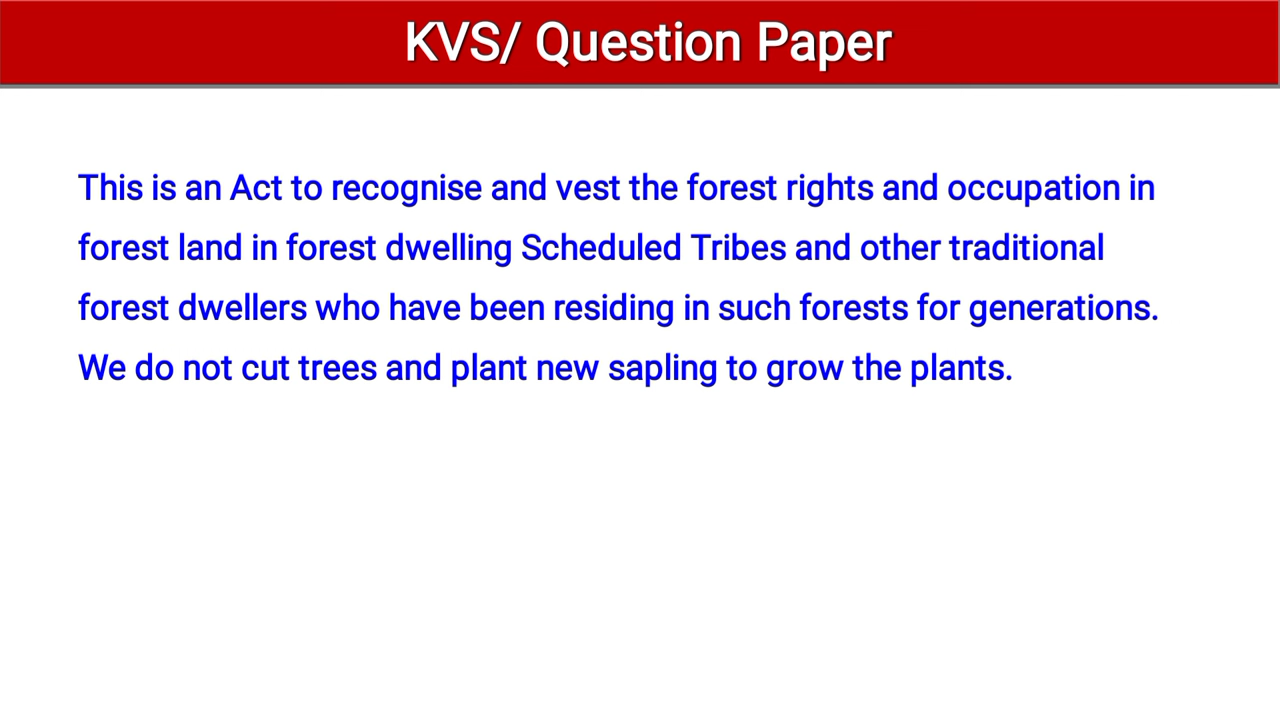 KVS/ Question Paper
This is an Act to recognise and vest the forest rights and occupation in
forest land in forest dwelling Scheduled Tribes and other traditional
forest dwellers who have been residing in such forests for generations.
We do not cut trees and plant new sapling to grow the plants.